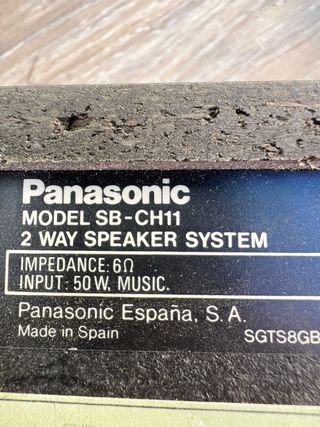 Panasonic
MODEL SB-CH11
2 WAY SPEAKER SYSTEM
IMPEDANCE: 6Ω
INPUT: 50 W, MUSIC.
Panasonic España, S. A.
Made in Spain
SGTS8GB